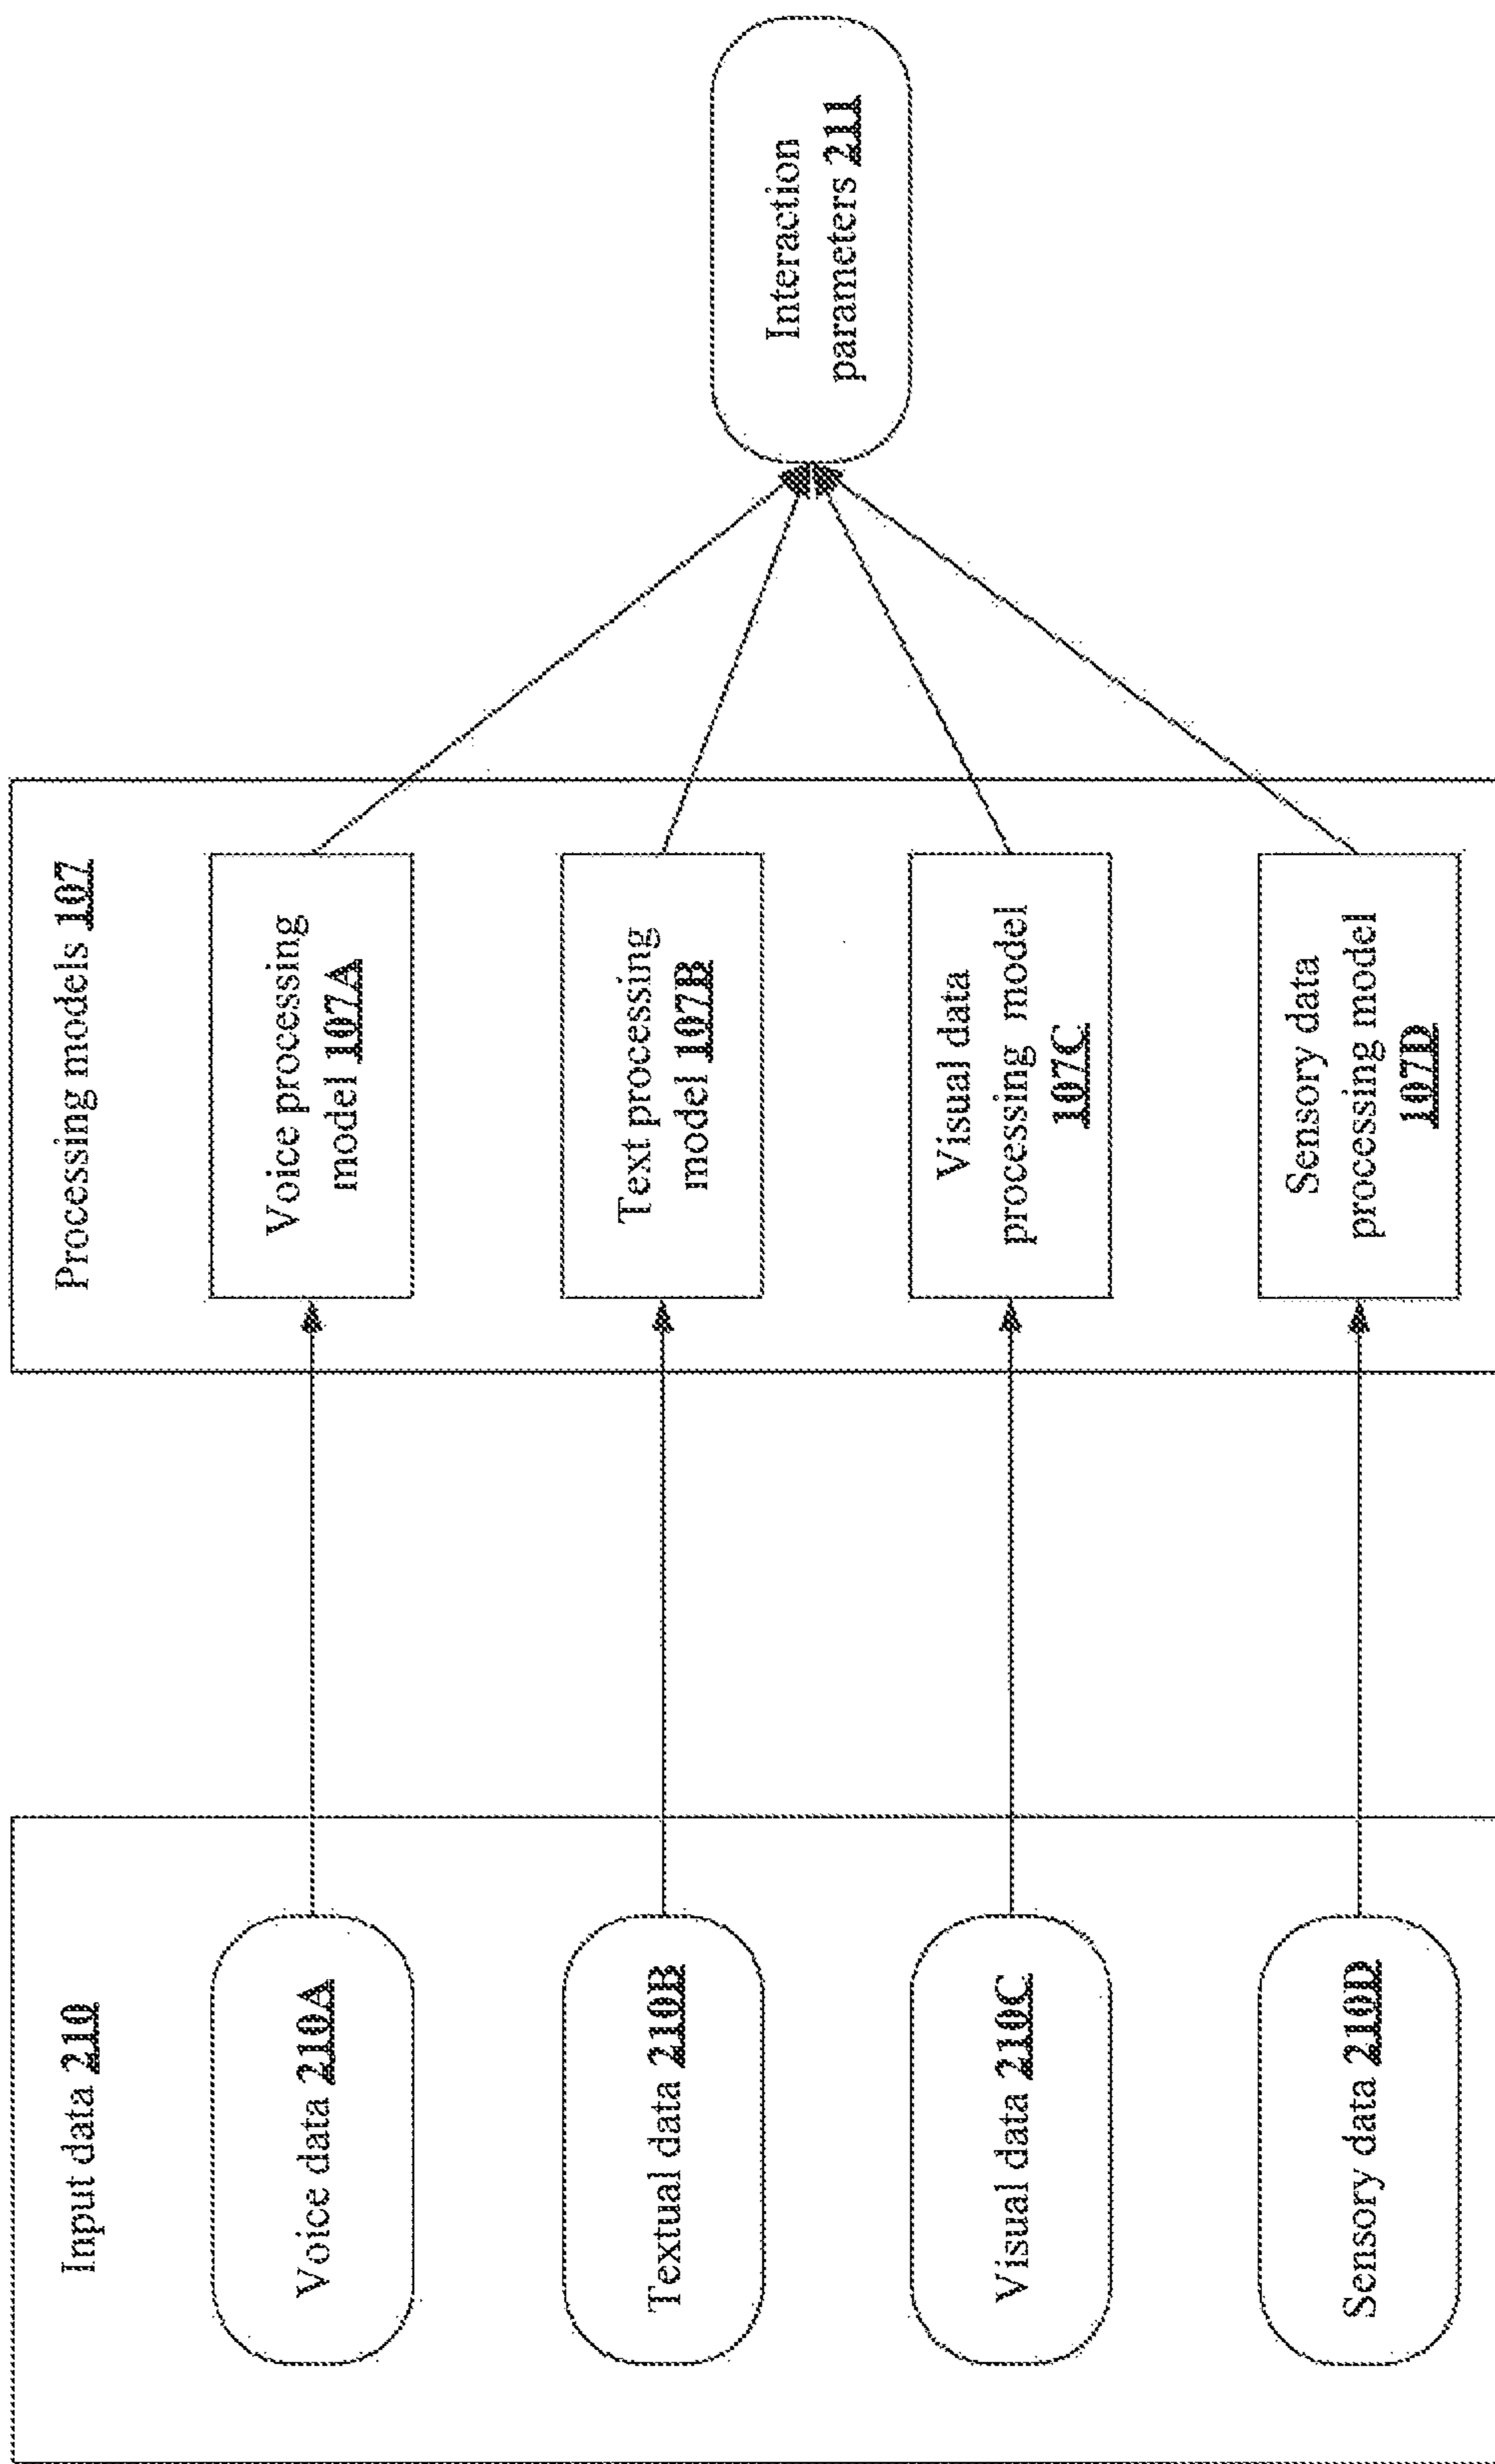 Input data 210
Voice data 210A
Textual data 210B
Visual data 210C
Sensory data 210D
Processing models 107
Voice processing
model 107A
Text processing
model 107B
Visual data
processing model
107C
Sensory data
processing model
107D
Interaction
parameters 211